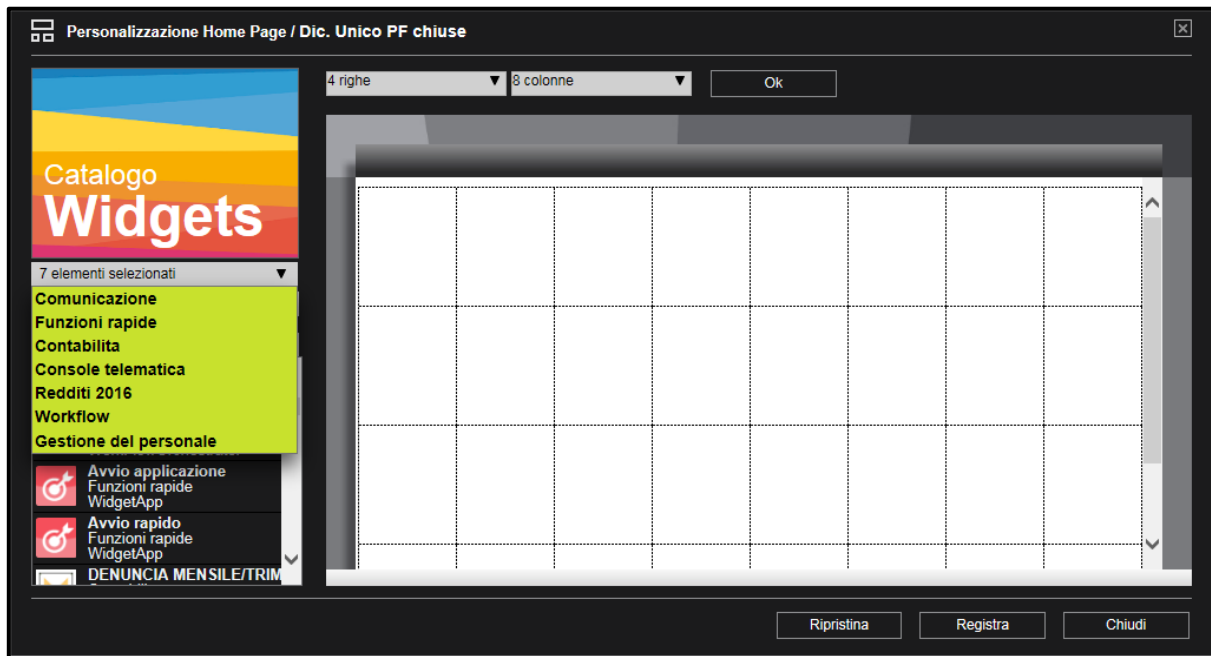 Personalizzazione Home Page / Dic. Unico PF chiuse
4 righe
8 colonne
Ok
Catalogo
Widgets
7 elementi selezionati
Comunicazione
Funzioni rapide
Contabilita
Console telematica
Redditi 2016
Workflow
Gestione del personale
Avvio applicazione
Funzioni rapide
WidgetApp
Avvio rapido
Funzioni rapide
WidgetApp
DENUNCIA MENSILE/TRIM
Ripristina
Registra
Chiudi